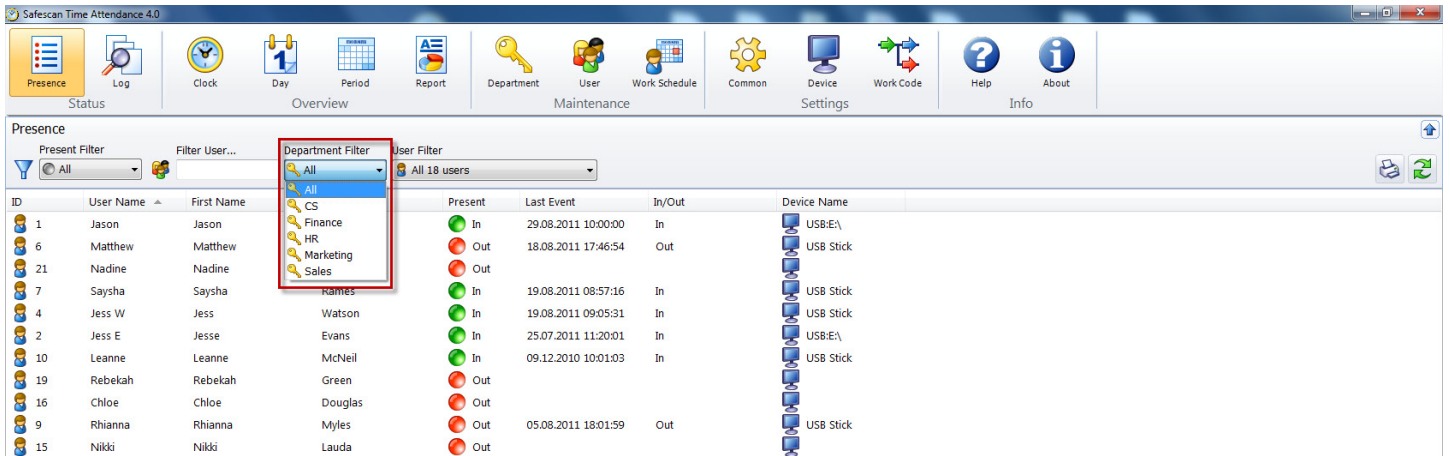 Safescan Time Attendance 4.0
Presence Log Clock Day Period Report Department User Work Schedule Common Device Work Code Help About
Status Overview Maintenance Settings Info
Presence
Present Filter Filter User... Department Filter User Filter
All All All 18 users
All
CS
Finance
HR
Marketing
Sales
ID User Name First Name Present Last Event In/Out Device Name
1 Jason Jason In 29.08.2011 10:00:00 In USB:E:\
6 Matthew Matthew Out 18.08.2011 17:46:54 Out USB Stick
21 Nadine Nadine Out
7 Saysha Saysha Rames In 19.08.2011 08:57:16 In USB Stick
4 Jess W Jess Watson In 19.08.2011 09:05:31 In USB Stick
2 Jess E Jesse Evans In 25.07.2011 11:20:01 In USB:E:\
10 Leanne Leanne McNeil In 09.12.2010 10:01:03 In USB Stick
19 Rebekah Rebekah Green Out
16 Chloe Chloe Douglas Out
9 Rhianna Rhianna Myles Out 05.08.2011 18:01:59 Out USB Stick
15 Nikki Nikki Lauda Out